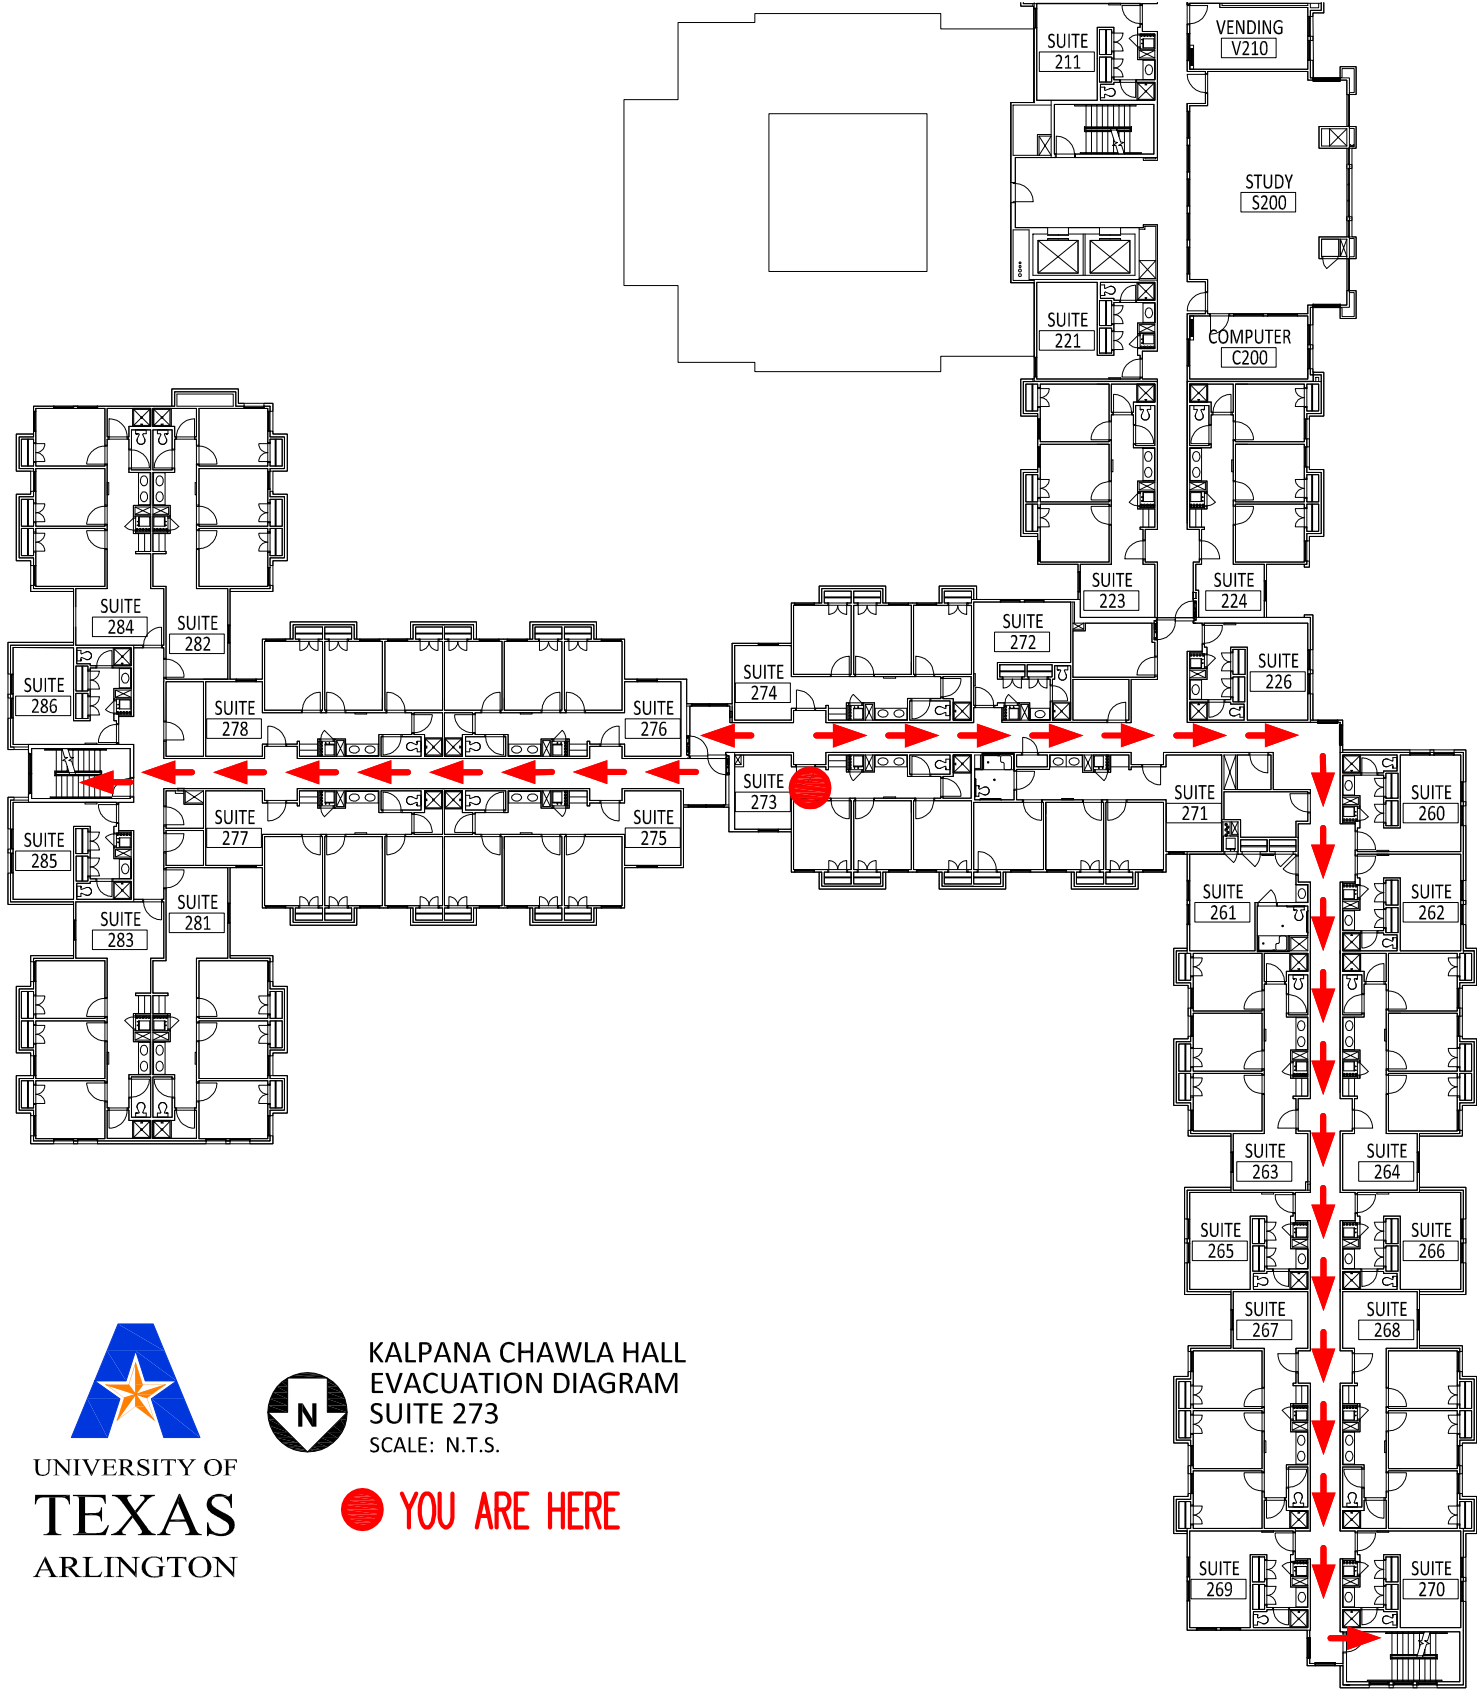 SUITE
211
VENDING
V210
STUDY
S200
SUITE
221
COMPUTER
C200
SUITE
223
SUITE
224
SUITE
284
SUITE
282
SUITE
272
SUITE
226
SUITE
274
SUITE
286
SUITE
278
SUITE
276
SUITE
273
SUITE
271
SUITE
260
SUITE
285
SUITE
277
SUITE
275
SUITE
261
SUITE
262
SUITE
283
SUITE
281
SUITE
263
SUITE
264
SUITE
265
SUITE
266
SUITE
267
SUITE
268
SUITE
269
SUITE
270
KALPANA CHAWLA HALL
EVACUATION DIAGRAM
SUITE 273
SCALE: N.T.S.
N
YOU ARE HERE
UNIVERSITY OF
TEXAS
ARLINGTON